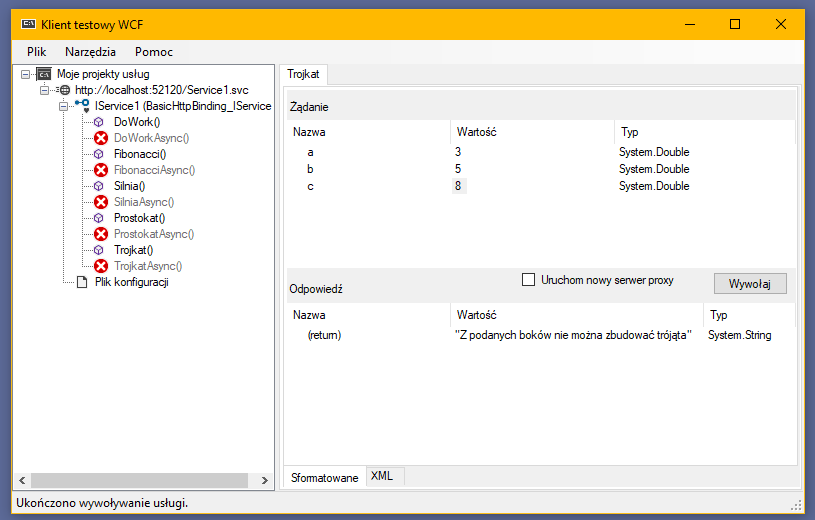 Klient testowy WCF
Plik Narzędzia Pomoc
Moje projekty usług
http://localhost:52120/Service1.svc
IService1 (BasicHttpBinding_IService
DoWork()
DoWorkAsync()
Fibonacci()
FibonacciAsync()
Silnia()
SilniaAsync()
Prostokat()
ProstokatAsync()
Trojkat()
TrojkatAsync()
Plik konfiguracji
Trojkat
Żądanie
Nazwa Wartość Typ
a 3 System.Double
b 5 System.Double
c 8 System.Double
Odpowiedź
Uruchom nowy serwer proxy
Wywołaj
Nazwa Wartość Typ
(return) "Z podanych boków nie można zbudować trójąta" System.String
Sformatowane XML
Ukończono wywoływanie usługi.